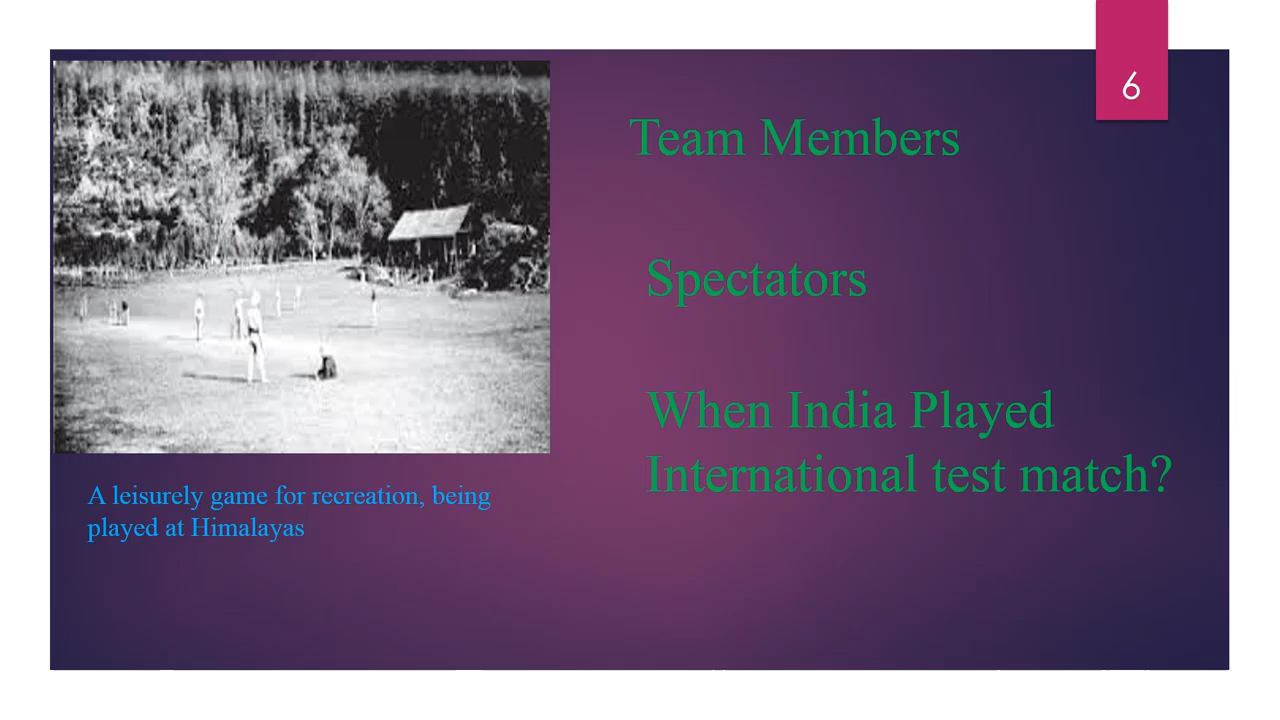 6
Team Members
Spectators
When India Played
International test match?
A leisurely game for recreation, being
played at Himalayas